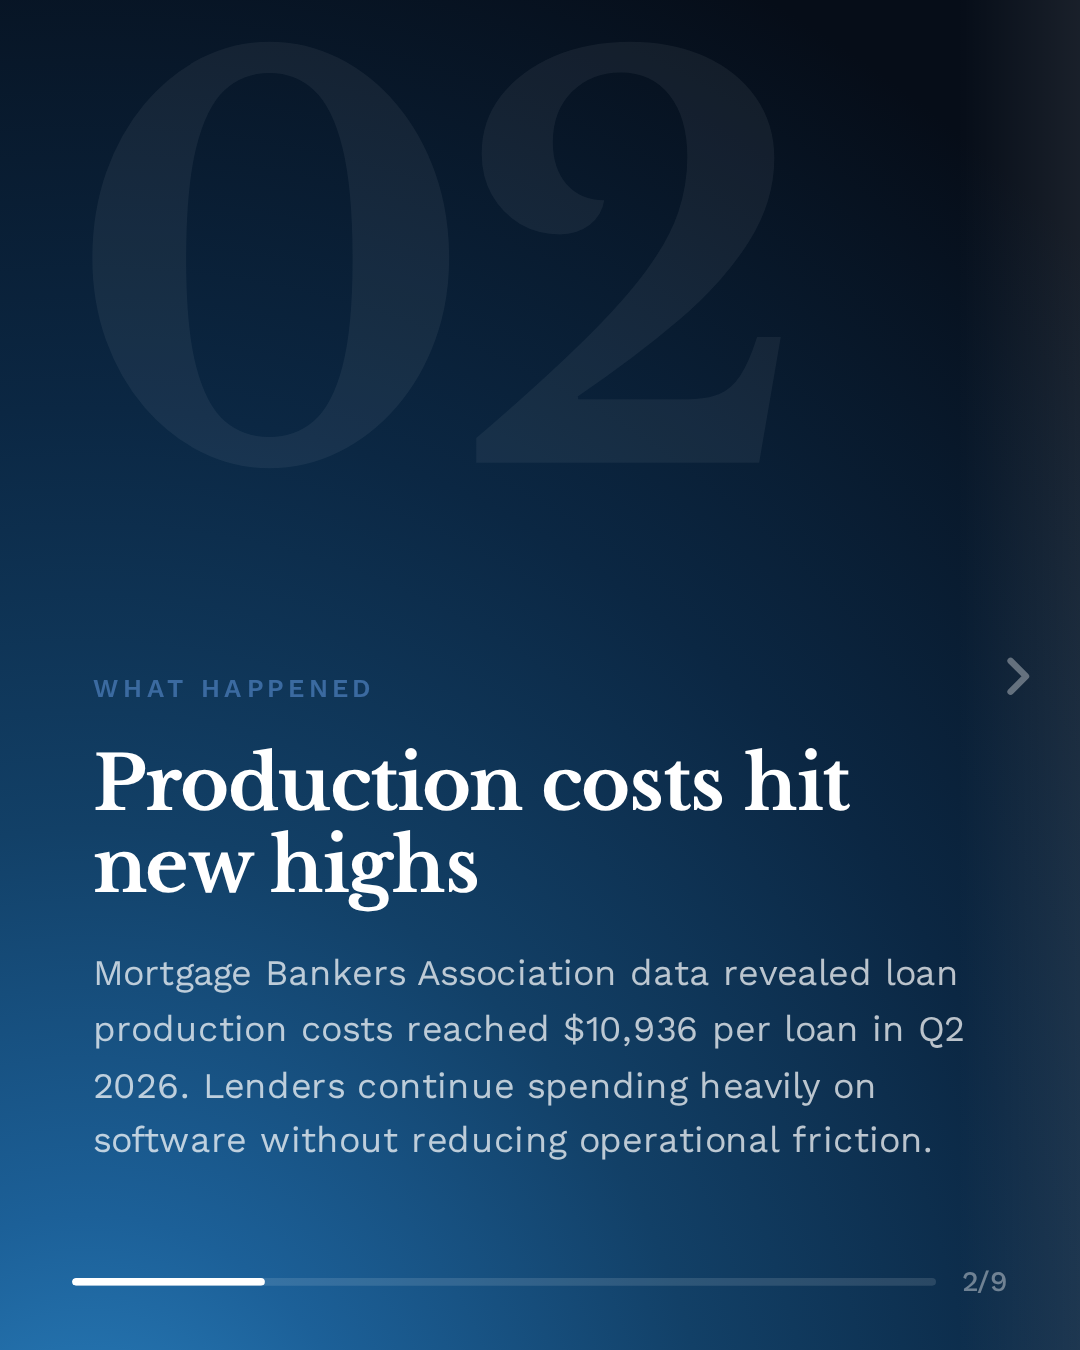 02
WHAT HAPPENED
Production costs hit
new highs
Mortgage Bankers Association data revealed loan
production costs reached $10,936 per loan in Q2
2026. Lenders continue spending heavily on
software without reducing operational friction.
2/9